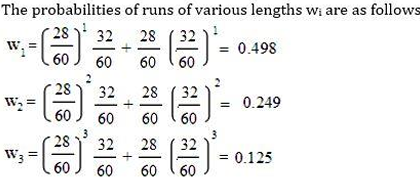 The probabilities of runs of various lengths wᵢ are as follows
w₁ = (28/60)¹ 32/60 + 28/60 (32/60)¹ = 0.498
w₂ = (28/60)² 32/60 + 28/60 (32/60)² = 0.249
w₃ = (28/60)³ 32/60 + 28/60 (32/60)³ = 0.125